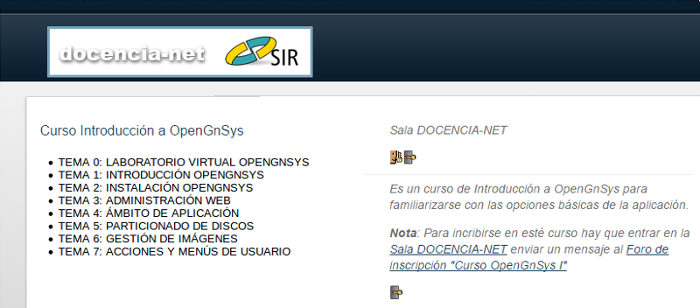 docencia-net
SIR
Curso Introducción a OpenGnSys
TEMA 0: LABORATORIO VIRTUAL OPENGNSYS
TEMA 1: INTRODUCCIÓN OPENGNSYS
TEMA 2: INSTALACIÓN OPENGNSYS
TEMA 3: ADMINISTRACIÓN WEB
TEMA 4: ÁMBITO DE APLICACIÓN
TEMA 5: PARTICIONADO DE DISCOS
TEMA 6: GESTIÓN DE IMÁGENES
TEMA 7: ACCIONES Y MENÚS DE USUARIO
Sala DOCENCIA-NET
Es un curso de Introducción a OpenGnSys para
familiarizarse con las opciones básicas de la aplicación.
Nota: Para incribirse en esté curso hay que entrar en la
Sala DOCENCIA-NET enviar un mensaje al Foro de
inscripción "Curso OpenGnSys I"